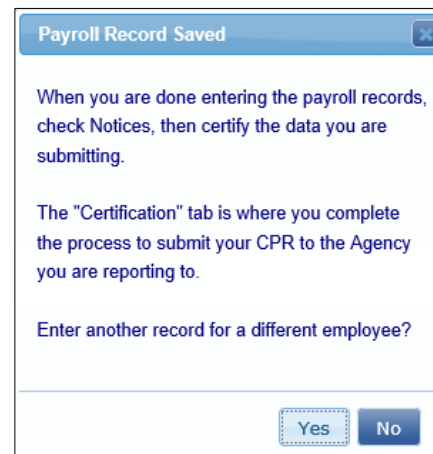 Payroll Record Saved
When you are done entering the payroll records,
check Notices, then certify the data you are
submitting.
The "Certification" tab is where you complete
the process to submit your CPR to the Agency
you are reporting to.
Enter another record for a different employee?
Yes No